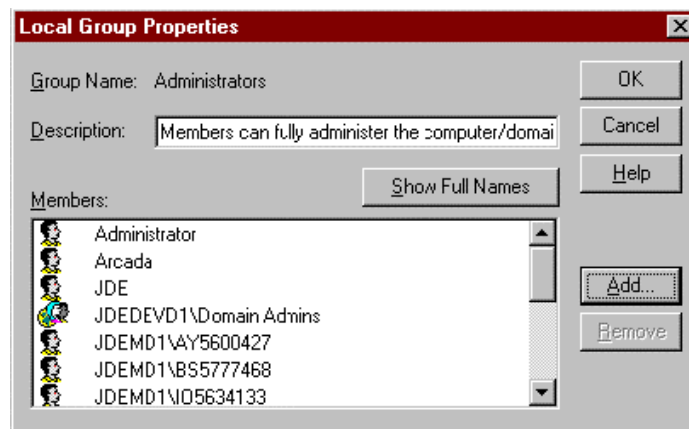 Local Group Properties
Group Name: Administrators
OK
Description: Members can fully administer the computer/domai
Cancel
Help
Show Full Names
Members:
Administrator
Arcada
JDE
JDEDEVD1\Domain Admins
JDEMD1\AY5600427
JDEMD1\BS5777468
JDEMD1\IO5634133
Add...
Remove